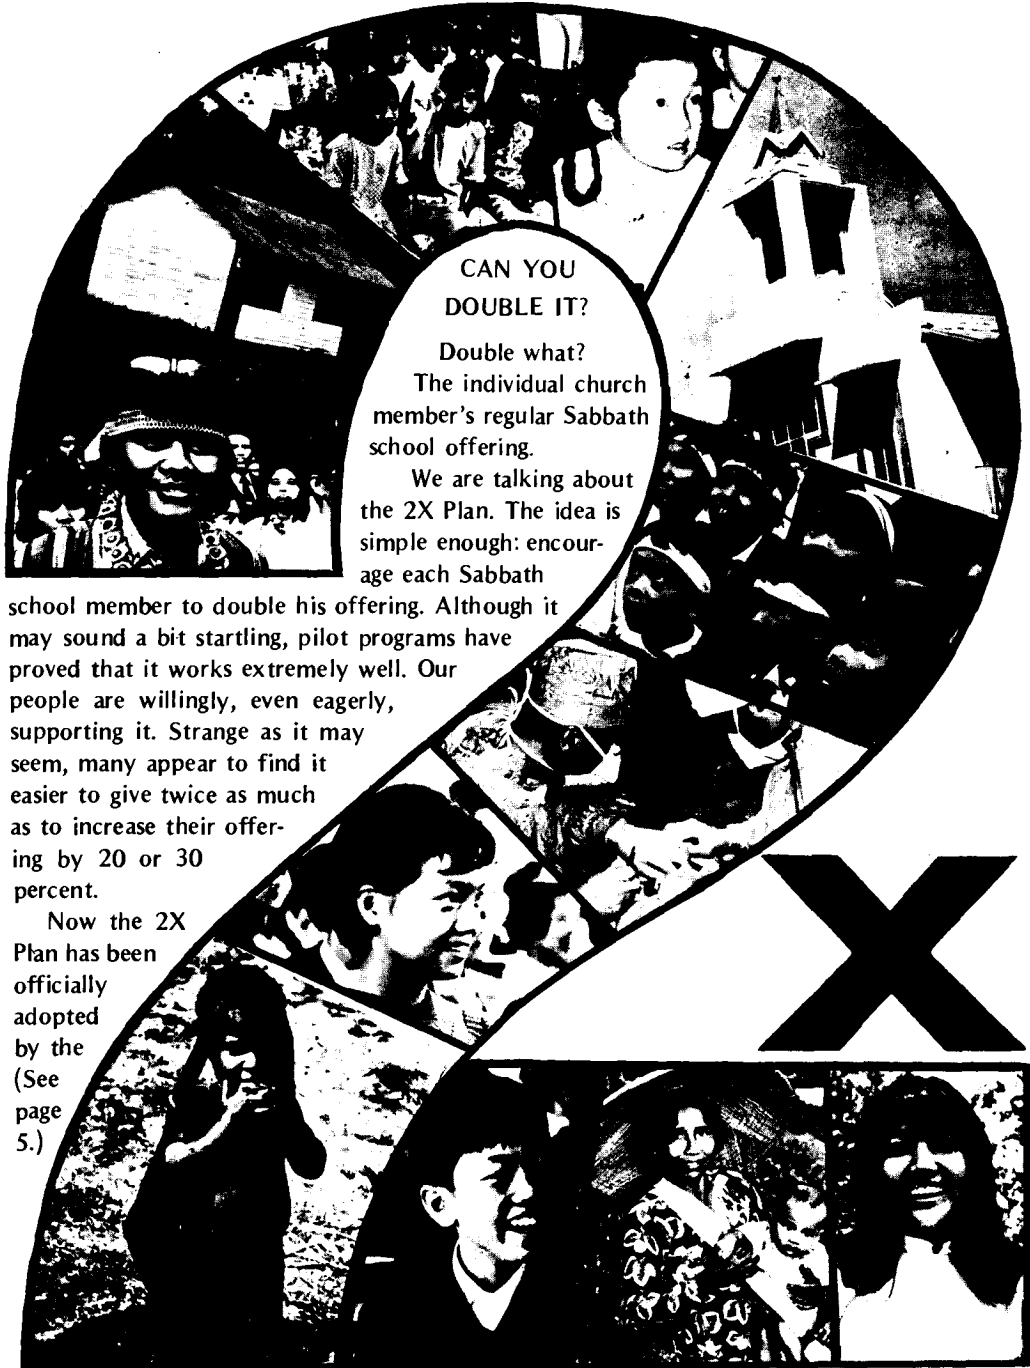 CAN YOU
DOUBLE IT?
Double what?
The individual church
member's regular Sabbath
school offering.
We are talking about
the 2X Plan. The idea is
simple enough: encour-
age each Sabbath
school member to double his offering. Although it
may sound a bit startling, pilot programs have
proved that it works extremely well. Our
people are willingly, even eagerly,
supporting it. Strange as it may
seem, many appear to find it
easier to give twice as much
as to increase their offer-
ing by 20 or 30
percent.
Now the 2X
Plan has been
officially
adopted
by the
(See
page
5.)
2X